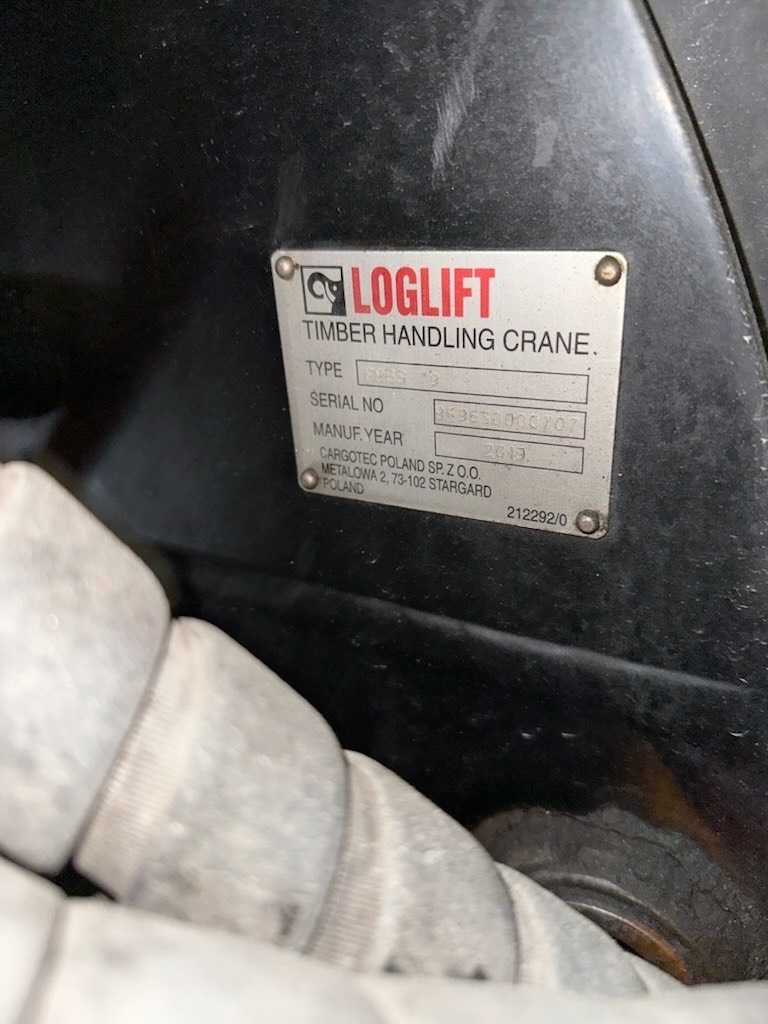 LOGLIFT
TIMBER HANDLING CRANE.
TYPE
SERIAL NO
MANUF. YEAR 2019
CARGOTEC POLAND SP. Z O.O.
METALOWA 2, 73-102 STARGARD
POLAND
212292/0